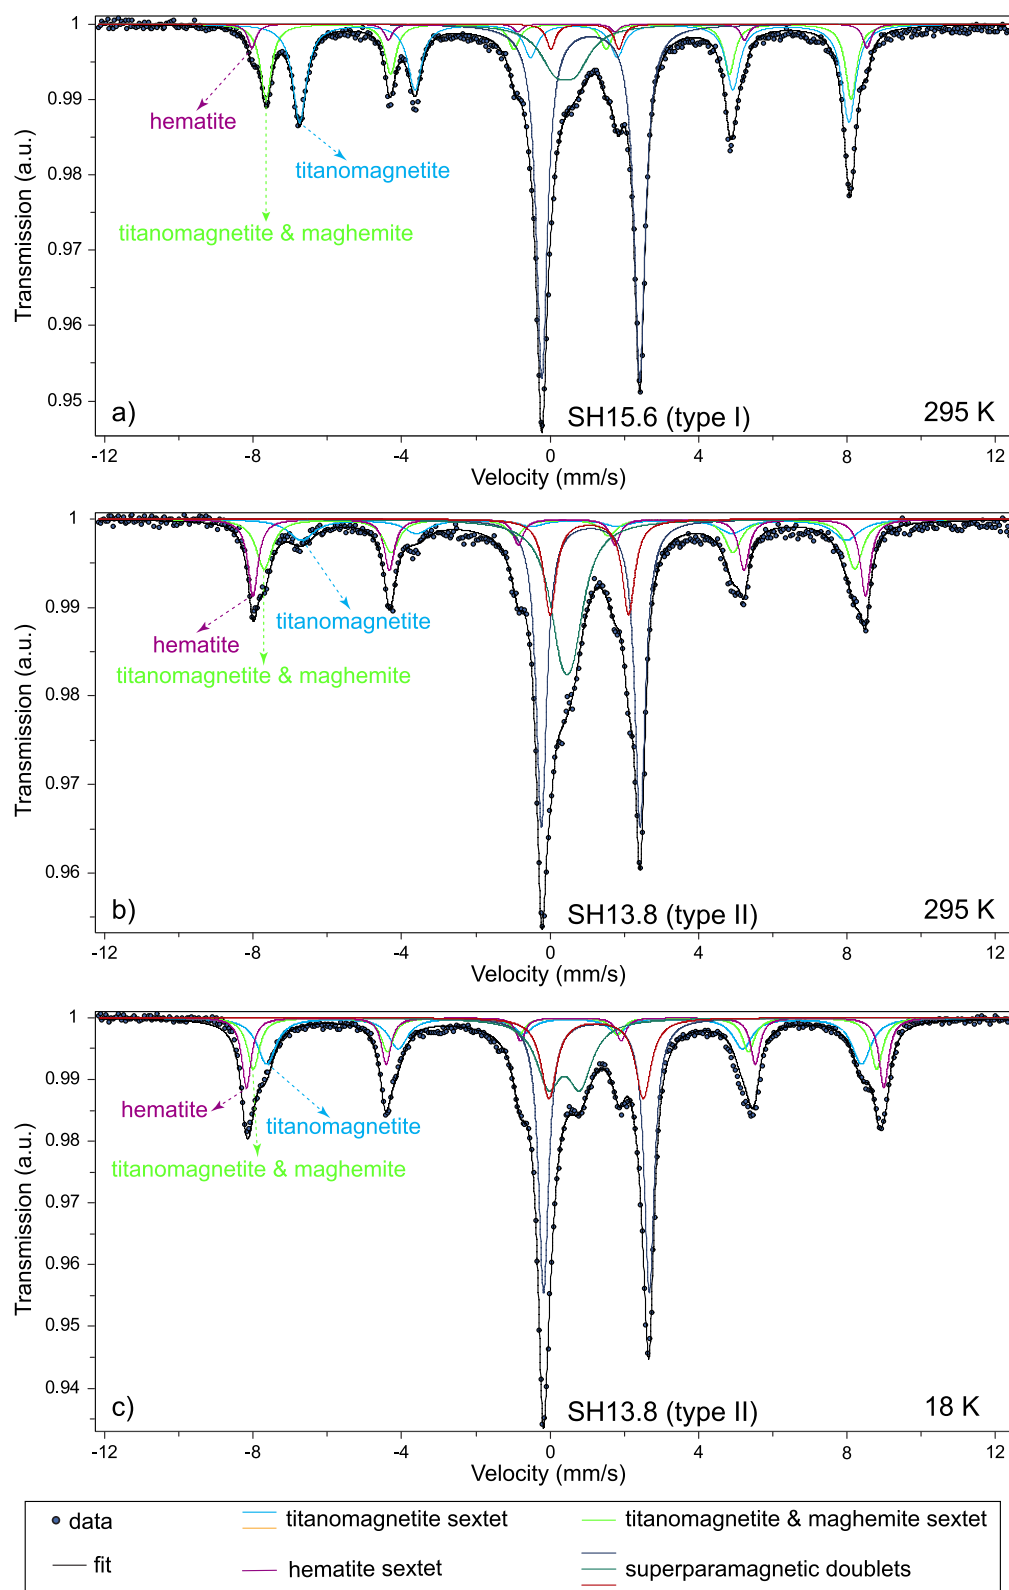 1
0.99
0.98
0.97
0.96
0.95
Transmission (a.u.)
hematite
titanomagnetite
titanomagnetite & maghemite
a)
SH15.6 (type I)
295 K
-12 -8 -4 0 4 8 12
Velocity (mm/s)
1
0.99
0.98
0.97
0.96
Transmission (a.u.)
titanomagnetite
hematite
titanomagnetite & maghemite
b)
SH13.8 (type II)
295 K
-12 -8 -4 0 4 8 12
Velocity (mm/s)
1
0.99
0.98
0.97
0.96
0.95
0.94
Transmission (a.u.)
hematite
titanomagnetite
titanomagnetite & maghemite
c)
SH13.8 (type II)
18 K
-12 -8 -4 0 4 8 12
Velocity (mm/s)
data
titanomagnetite sextet
titanomagnetite & maghemite sextet
fit
hematite sextet
superparamagnetic doublets